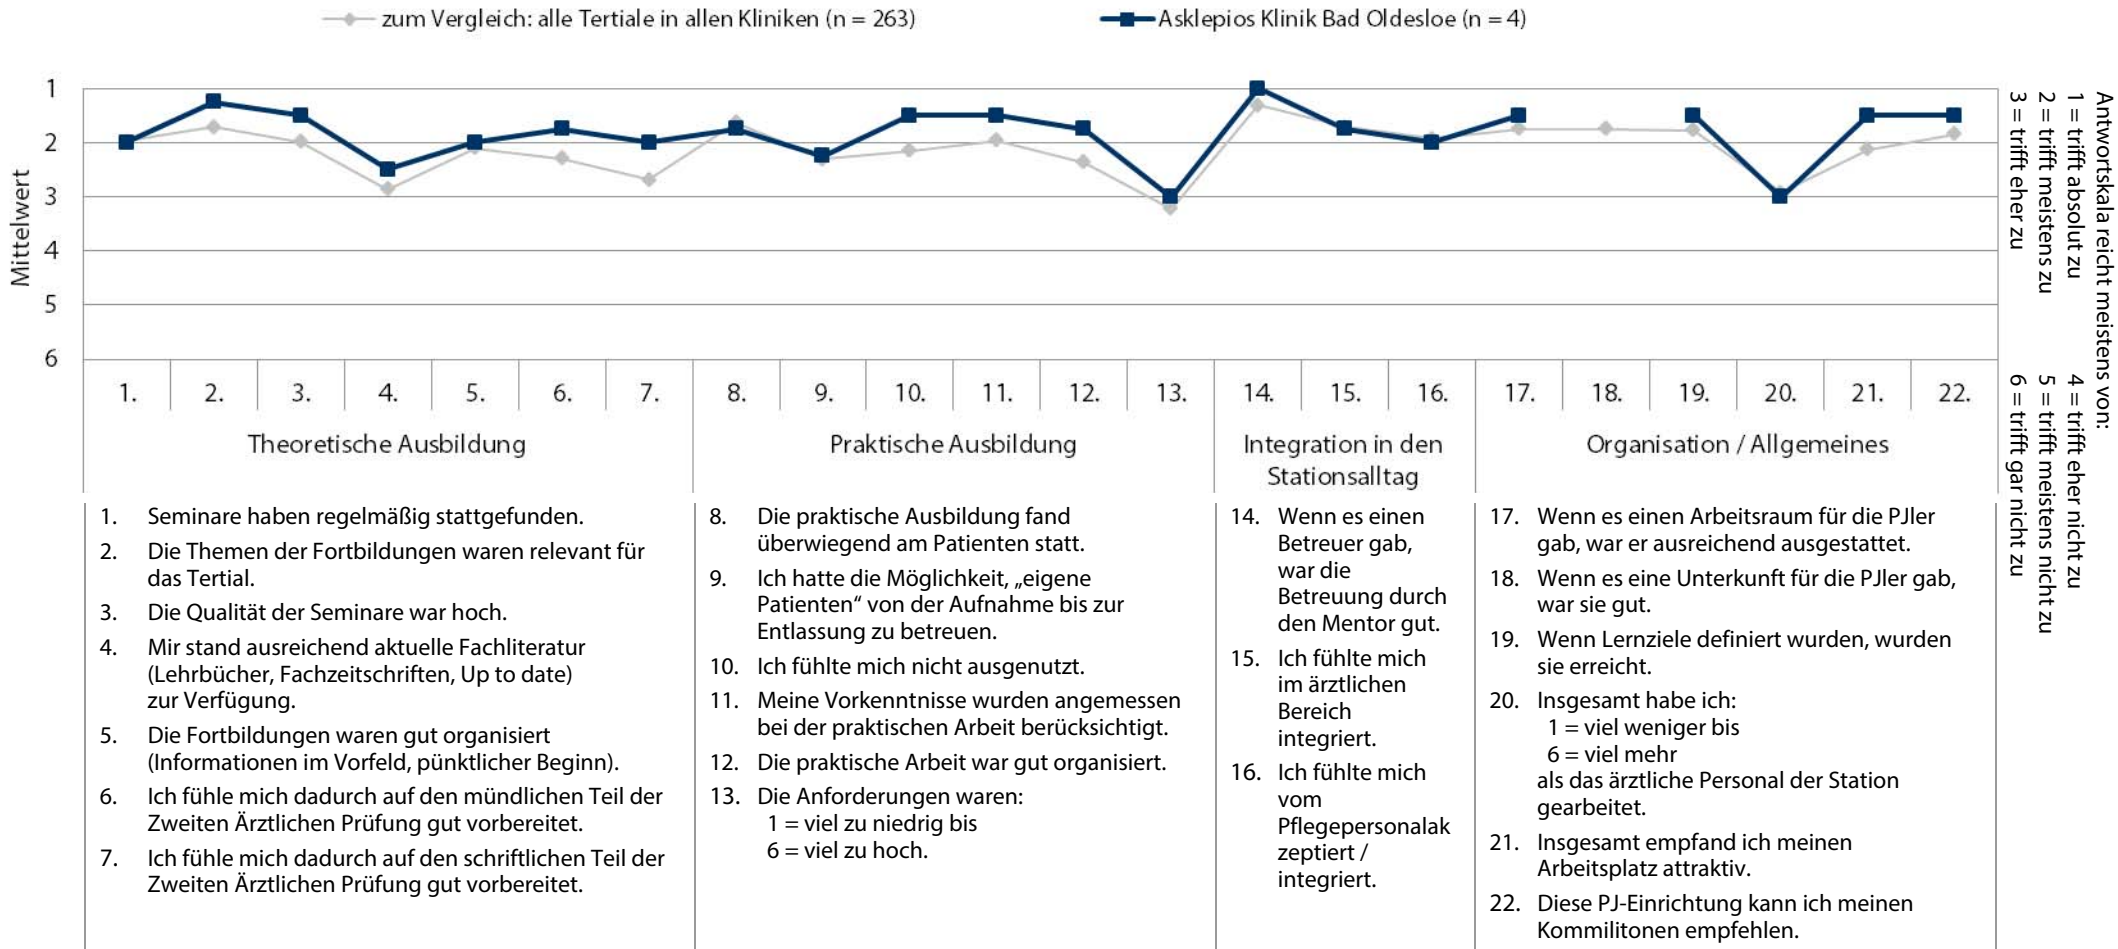 zum Vergleich: alle Tertiale in allen Kliniken (n = 263)
Asklepios Klinik Bad Oldesloe (n = 4)
Mittelwert
1
2
3
4
5
6
1. 2. 3. 4. 5. 6. 7. 8. 9. 10. 11. 12. 13. 14. 15. 16. 17. 18. 19. 20. 21. 22.
Theoretische Ausbildung
Praktische Ausbildung
Integration in den
Stationsalltag
Organisation / Allgemeines
Antwortskala reicht meistens von:
1 = trifft absolut zu
2 = trifft meistens zu
3 = trifft eher zu
4 = trifft eher nicht zu
5 = trifft meistens nicht zu
6 = trifft gar nicht zu
1. Seminare haben regelmäßig stattgefunden.
2. Die Themen der Fortbildungen waren relevant für
das Tertial.
3. Die Qualität der Seminare war hoch.
4. Mir stand ausreichend aktuelle Fachliteratur
(Lehrbücher, Fachzeitschriften, Up to date)
zur Verfügung.
5. Die Fortbildungen waren gut organisiert
(Informationen im Vorfeld, pünktlicher Beginn).
6. Ich fühle mich dadurch auf den mündlichen Teil der
Zweiten Ärztlichen Prüfung gut vorbereitet.
7. Ich fühle mich dadurch auf den schriftlichen Teil der
Zweiten Ärztlichen Prüfung gut vorbereitet.
8. Die praktische Ausbildung fand
überwiegend am Patienten statt.
9. Ich hatte die Möglichkeit, „eigene
Patienten“ von der Aufnahme bis zur
Entlassung zu betreuen.
10. Ich fühlte mich nicht ausgenutzt.
11. Meine Vorkenntnisse wurden angemessen
bei der praktischen Arbeit berücksichtigt.
12. Die praktische Arbeit war gut organisiert.
13. Die Anforderungen waren:
1 = viel zu niedrig bis
6 = viel zu hoch.
14. Wenn es einen
Betreuer gab,
war die
Betreuung durch
den Mentor gut.
15. Ich fühlte mich
im ärztlichen
Bereich
integriert.
16. Ich fühlte mich
vom
Pflegepersonalak
zeptiert /
integriert.
17. Wenn es einen Arbeitsraum für die PJler
gab, war er ausreichend ausgestattet.
18. Wenn es eine Unterkunft für die PJler gab,
war sie gut.
19. Wenn Lernziele definiert wurden, wurden
sie erreicht.
20. Insgesamt habe ich:
1 = viel weniger bis
6 = viel mehr
als das ärztliche Personal der Station
gearbeitet.
21. Insgesamt empfand ich meinen
Arbeitsplatz attraktiv.
22. Diese PJ-Einrichtung kann ich meinen
Kommilitonen empfehlen.